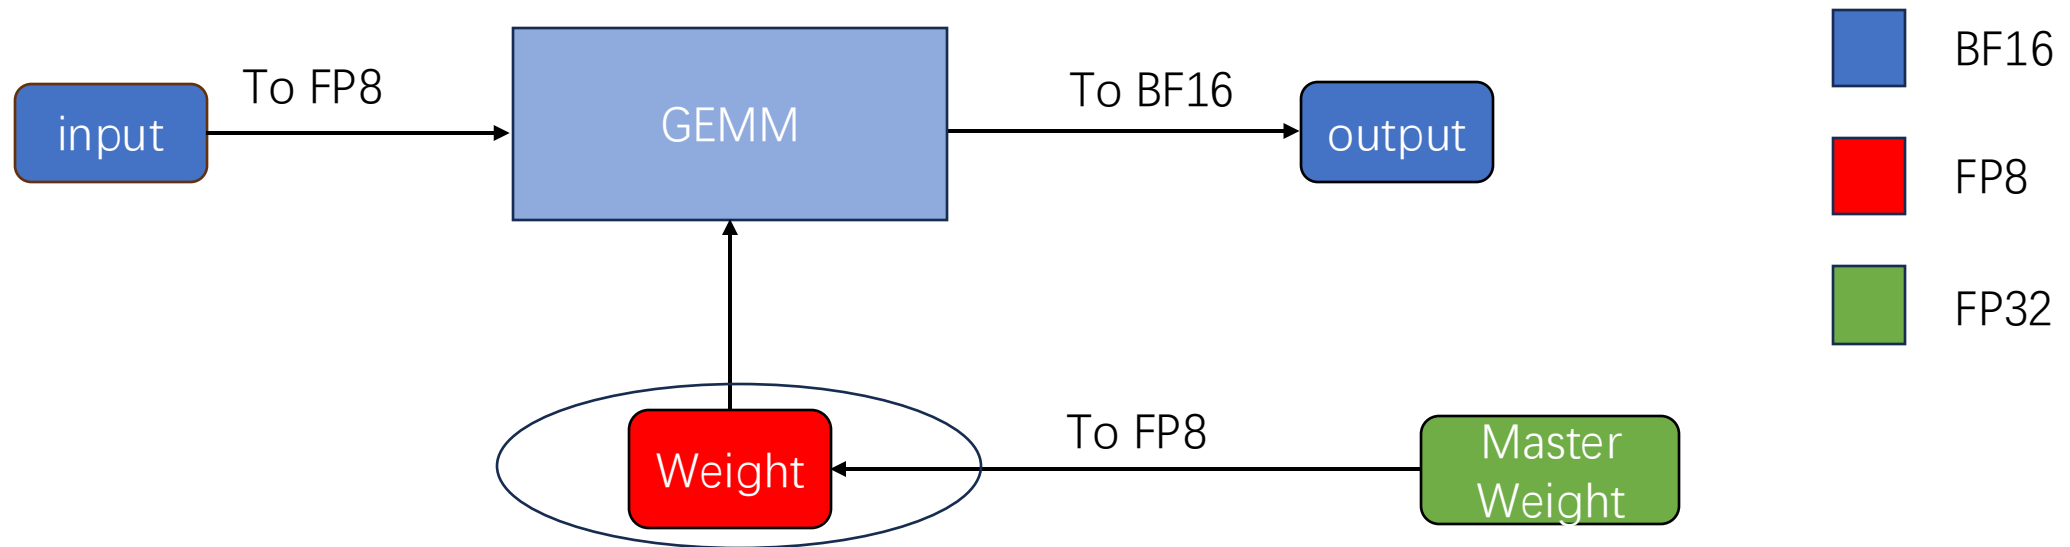 input
To FP8
GEMM
To BF16
output
Weight
To FP8
Master
Weight
BF16
FP8
FP32